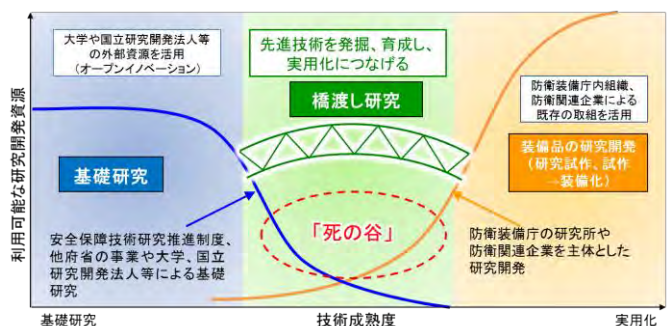 大学や国立研究開発法人等
の外部資源を活用
(オープンイノベーション)
先進技術を発掘、育成し、
実用化につなげる
橋渡し研究
防衛装備庁内組織、
防衛関連企業による
既存の取組を活用
利用可能な研究開発資源
基礎研究
装備品の研究開発
(研究試作、試作
→装備化)
「死の谷」
安全保障技術研究推進制度、
他府省の事業や大学、国立
研究開発法人等による基礎
研究
防衛装備庁の研究所や
防衛関連企業を主体とした
研究開発
基礎研究
技術成熟度
実用化